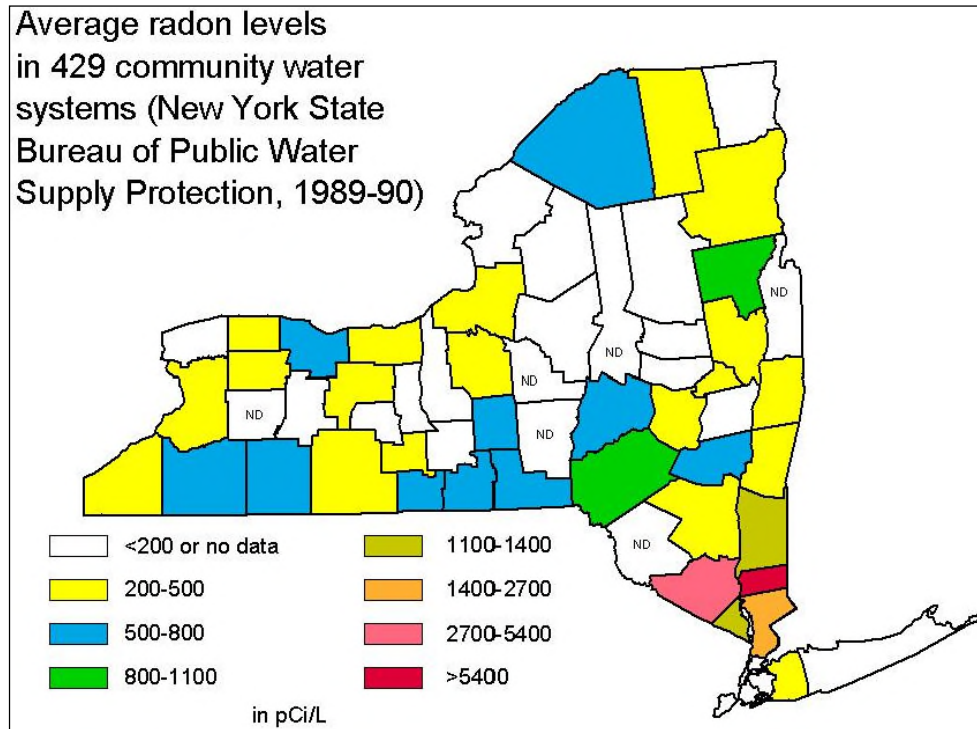 Average radon levels
in 429 community water
systems (New York State
Bureau of Public Water
Supply Protection, 1989-90)
ND
ND
ND
ND
ND
ND
<200 or no data
200-500
500-800
800-1100
1100-1400
1400-2700
2700-5400
>5400
in pCi/L